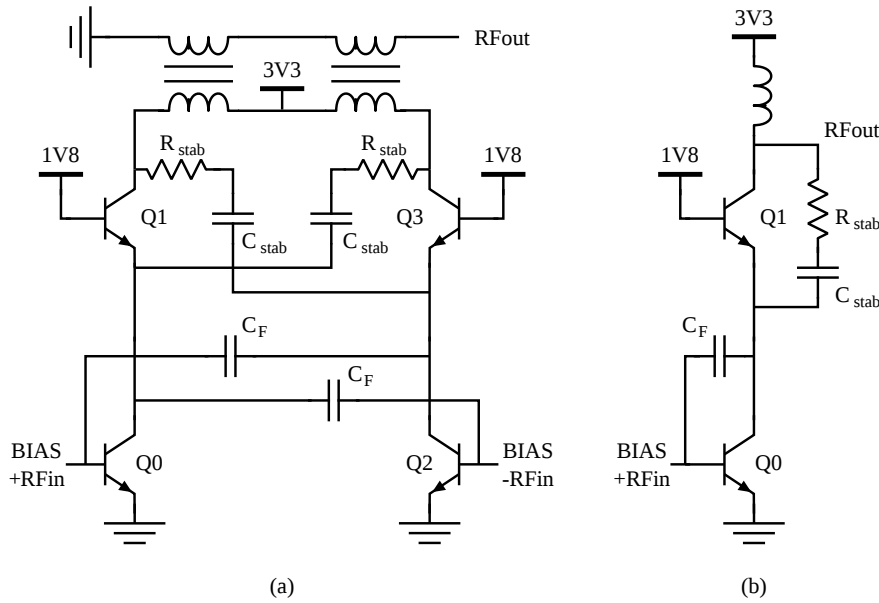 3V3
RFout
3V3
RFout
R stab
R stab
1V8
1V8
1V8
Q1
Q3
Q1
R stab
C stab
C stab
C stab
C F
C F
C F
BIAS
+RFin
Q0
Q2
BIAS
-RFin
BIAS
+RFin
Q0
(a)
(b)